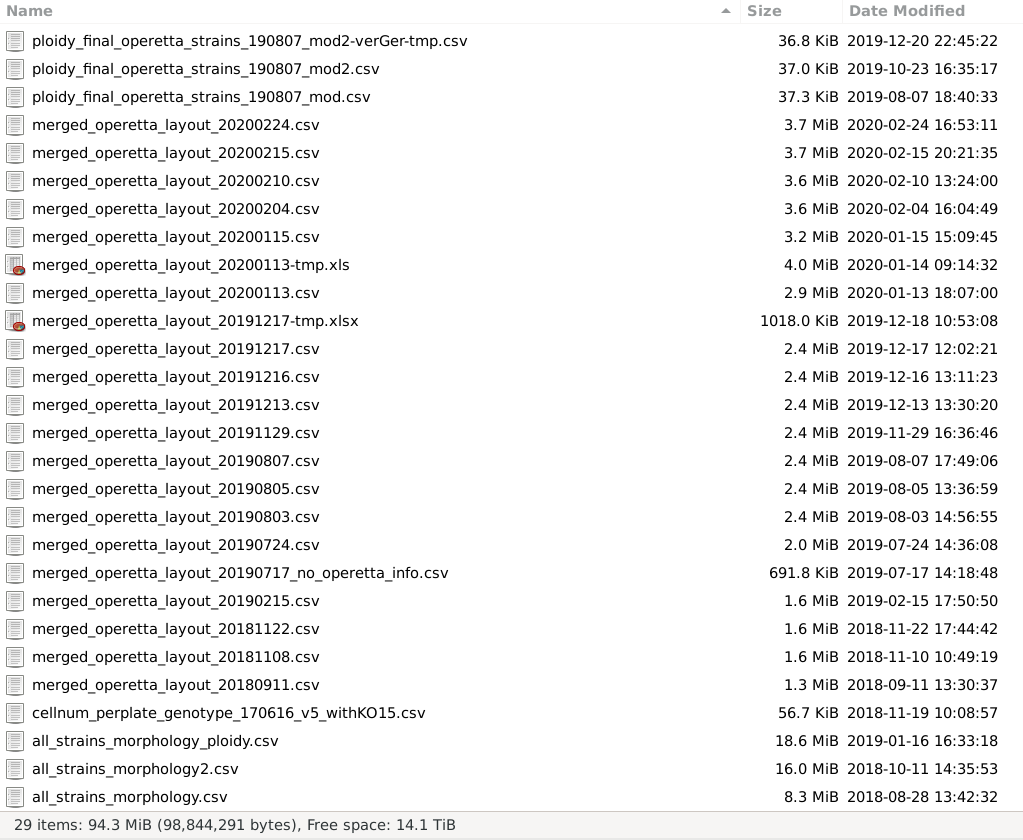 Name Size Date Modified
ploidy_final_operetta_strains_190807_mod2-verGer-tmp.csv 36.8 KiB 2019-12-20 22:45:22
ploidy_final_operetta_strains_190807_mod2.csv 37.0 KiB 2019-10-23 16:35:17
ploidy_final_operetta_strains_190807_mod.csv 37.3 KiB 2019-08-07 18:40:33
merged_operetta_layout_20200224.csv 3.7 MiB 2020-02-24 16:53:11
merged_operetta_layout_20200215.csv 3.7 MiB 2020-02-15 20:21:35
merged_operetta_layout_20200210.csv 3.6 MiB 2020-02-10 13:24:00
merged_operetta_layout_20200204.csv 3.6 MiB 2020-02-04 16:04:49
merged_operetta_layout_20200115.csv 3.2 MiB 2020-01-15 15:09:45
merged_operetta_layout_20200113-tmp.xls 4.0 MiB 2020-01-14 09:14:32
merged_operetta_layout_20200113.csv 2.9 MiB 2020-01-13 18:07:00
merged_operetta_layout_20191217-tmp.xlsx 1018.0 KiB 2019-12-18 10:53:08
merged_operetta_layout_20191217.csv 2.4 MiB 2019-12-17 12:02:21
merged_operetta_layout_20191216.csv 2.4 MiB 2019-12-16 13:11:23
merged_operetta_layout_20191213.csv 2.4 MiB 2019-12-13 13:30:20
merged_operetta_layout_20191129.csv 2.4 MiB 2019-11-29 16:36:46
merged_operetta_layout_20190807.csv 2.4 MiB 2019-08-07 17:49:06
merged_operetta_layout_20190805.csv 2.4 MiB 2019-08-05 13:36:59
merged_operetta_layout_20190803.csv 2.4 MiB 2019-08-03 14:56:55
merged_operetta_layout_20190724.csv 2.0 MiB 2019-07-24 14:36:08
merged_operetta_layout_20190717_no_operetta_info.csv 691.8 KiB 2019-07-17 14:18:48
merged_operetta_layout_20190215.csv 1.6 MiB 2019-02-15 17:50:50
merged_operetta_layout_20181122.csv 1.6 MiB 2018-11-22 17:44:42
merged_operetta_layout_20181108.csv 1.6 MiB 2018-11-10 10:49:19
merged_operetta_layout_20180911.csv 1.3 MiB 2018-09-11 13:30:37
cellnum_perplate_genotype_170616_v5_withKO15.csv 56.7 KiB 2018-11-19 10:08:57
all_strains_morphology_ploidy.csv 18.6 MiB 2019-01-16 16:33:18
all_strains_morphology2.csv 16.0 MiB 2018-10-11 14:35:53
all_strains_morphology.csv 8.3 MiB 2018-08-28 13:42:32
29 items: 94.3 MiB (98,844,291 bytes), Free space: 14.1 TiB